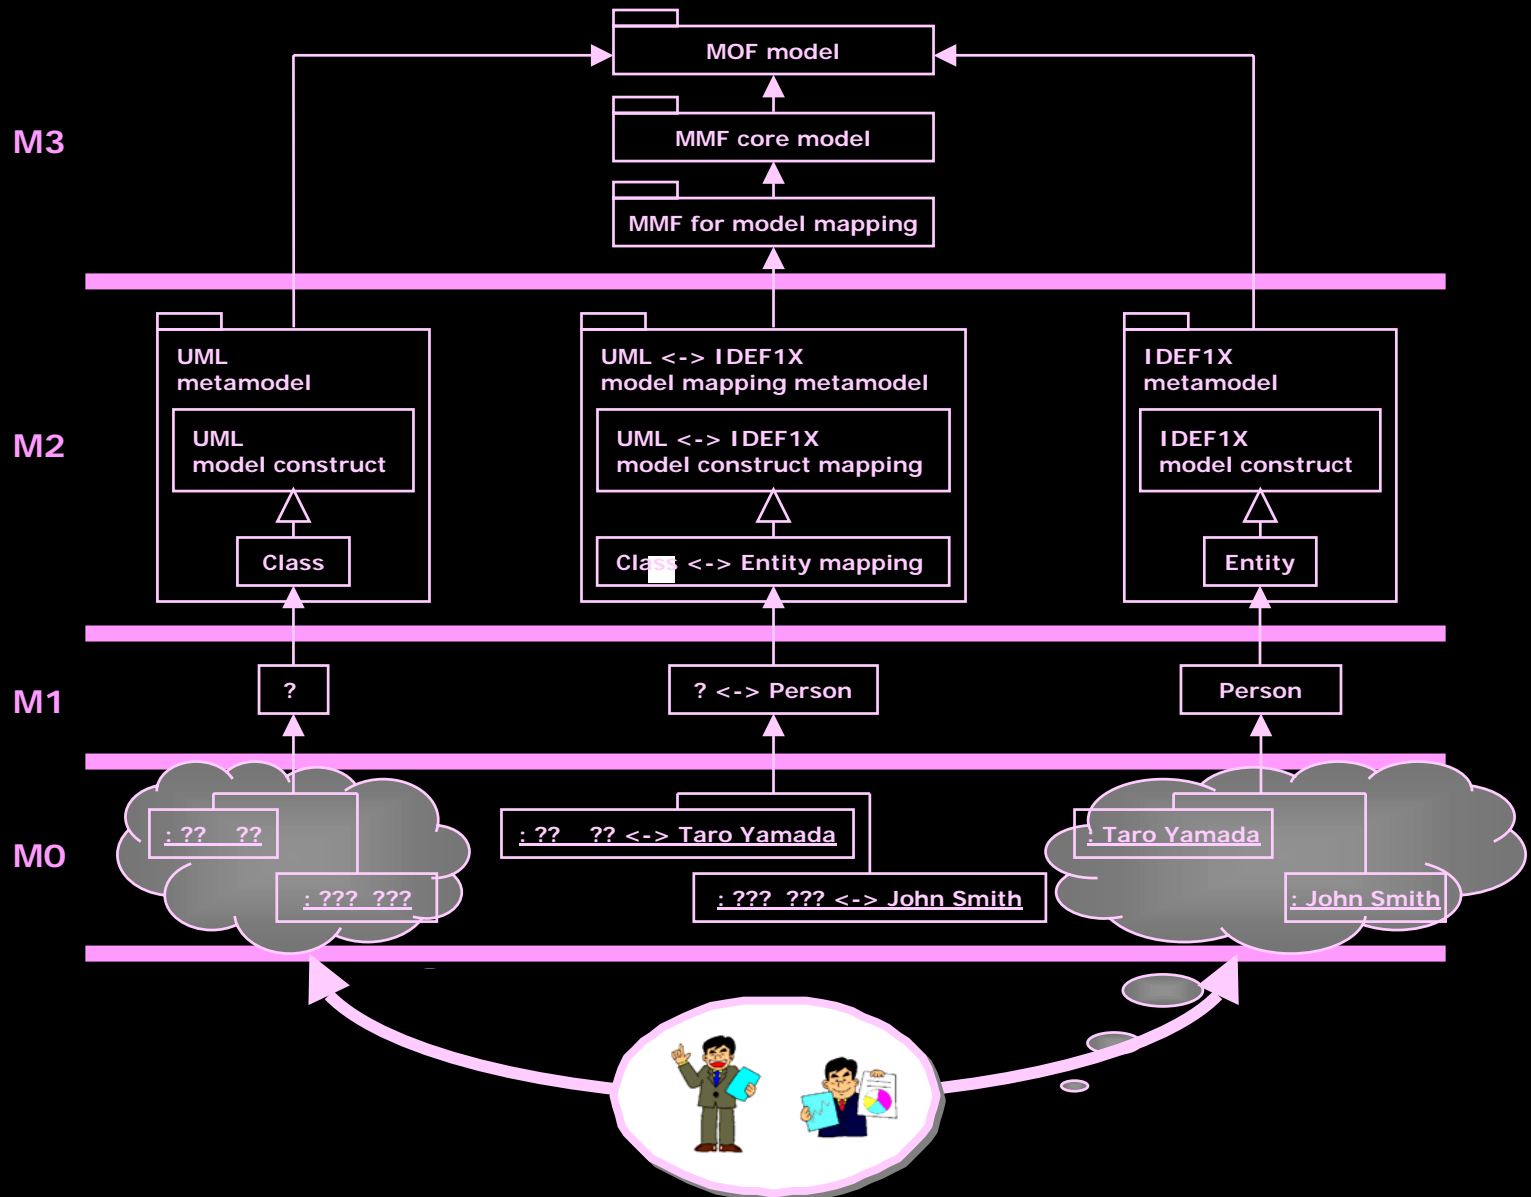 MOF model
M3
MMF core model
MMF for model mapping
M2
UML
metamodel
UML
model construct
Class
UML <-> IDEF1X
model mapping metamodel
UML <-> IDEF1X
model construct mapping
Class <-> Entity mapping
IDEF1X
metamodel
IDEF1X
model construct
Entity
M1
?
? <-> Person
Person
M0
: ?? ??
: ??? ???
: ?? ?? <-> Taro Yamada
: ??? ??? <-> John Smith
: Taro Yamada
: John Smith